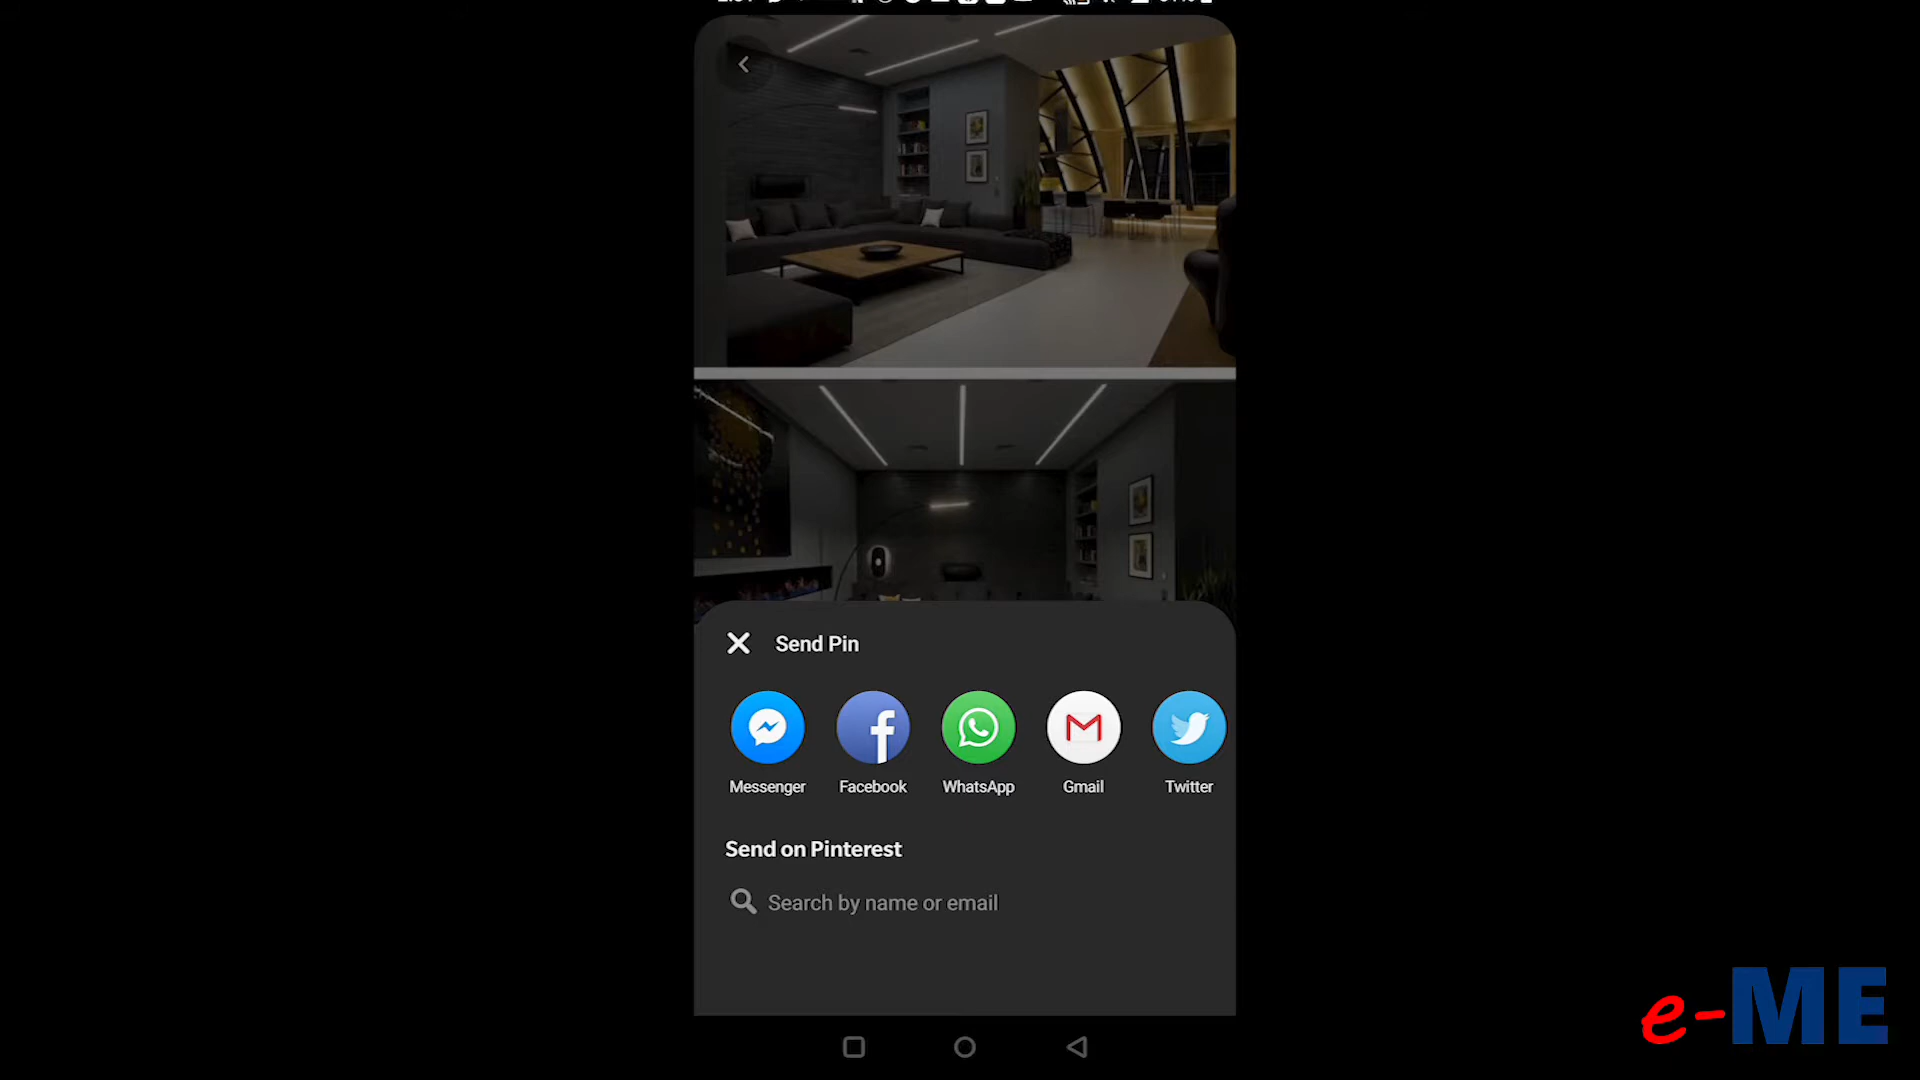 Send Pin
Messenger Facebook WhatsApp Gmail Twitter
Send on Pinterest
Search by name or email
e-ME